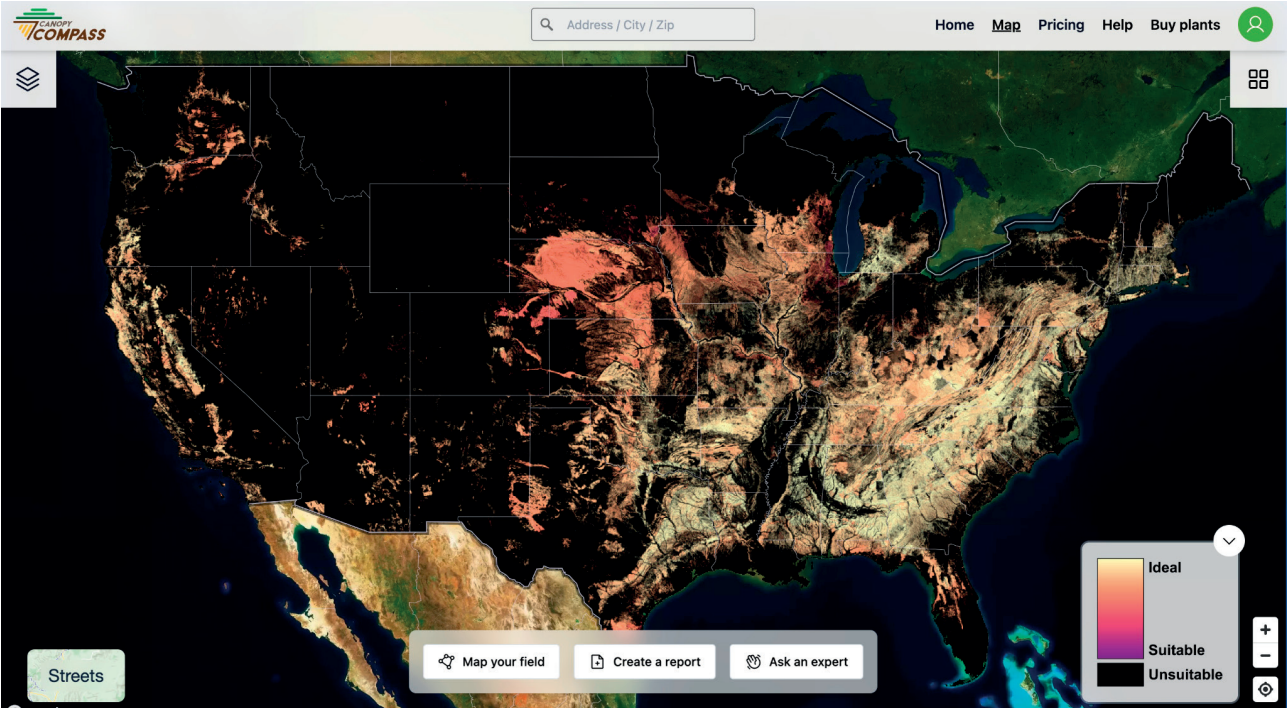 CANOPY
COMPASS
Address / City / Zip
Home Map Pricing Help Buy plants
Ideal
Suitable
Unsuitable
Map your field Create a report Ask an expert
Streets